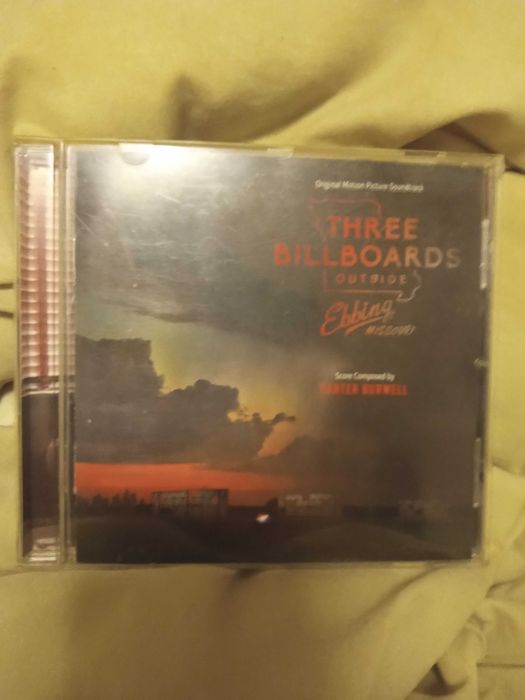 Original Motion Picture Soundtrack
THREE
BILLBOARDS
OUTSIDE
Ebbing,
MISSOURI
Score Composed by
CARTER BURWELL